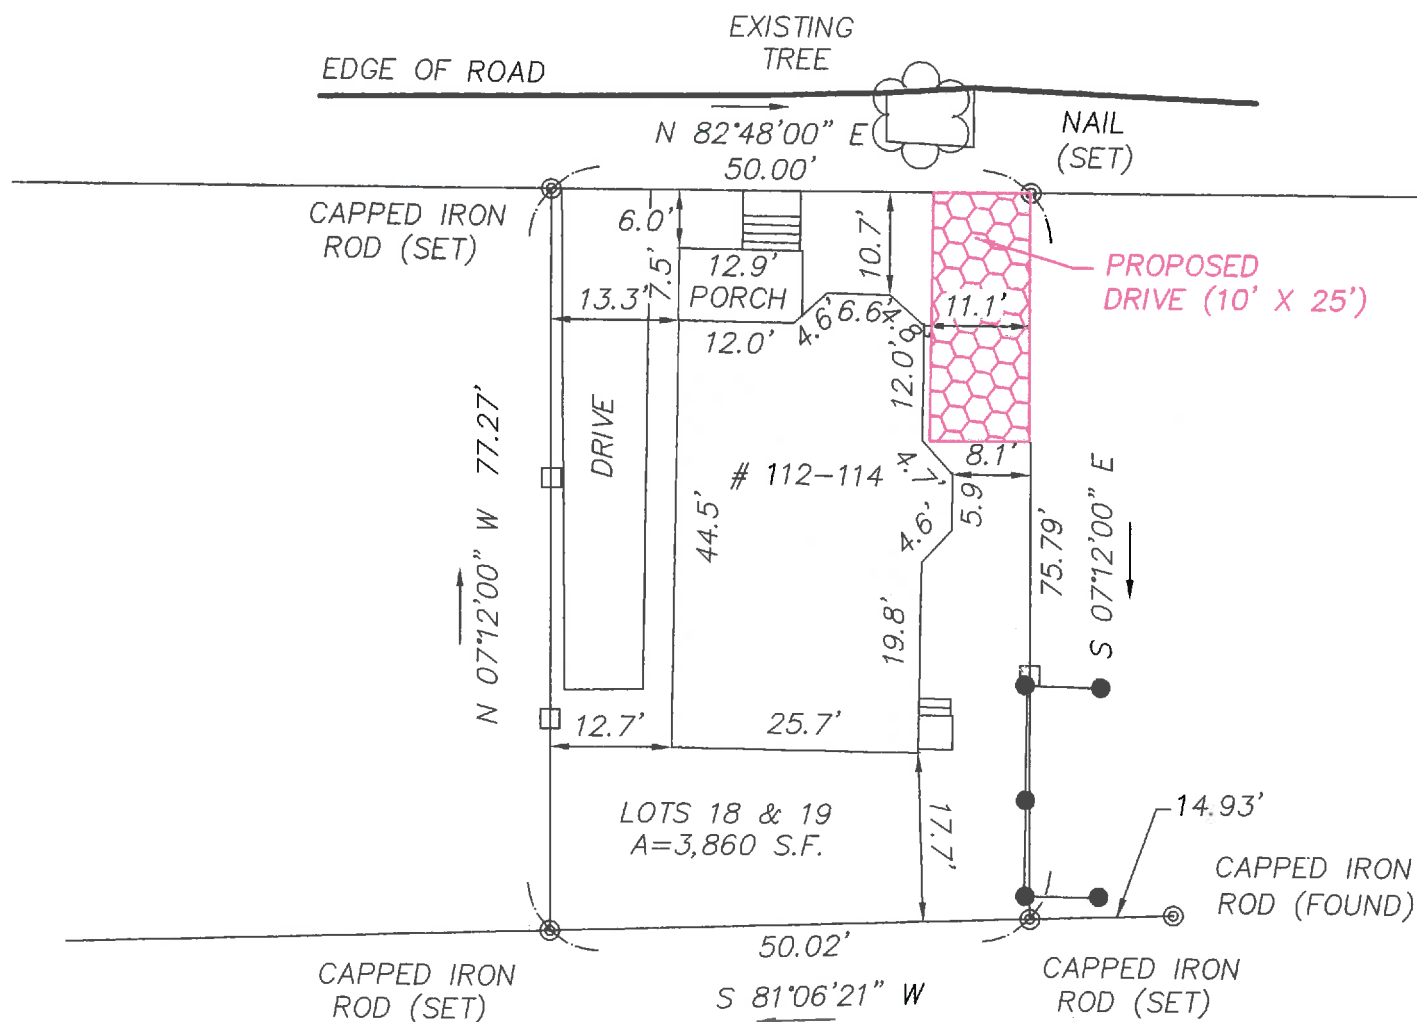 EXISTING
TREE
EDGE OF ROAD
N 82°48'00" E
50.00'
NAIL
(SET)
CAPPED IRON
ROD (SET)
6.0'
10.7'
PROPOSED
DRIVE (10' X 25')
12.9'
PORCH
7.5'
13.3'
11.1'
4.6'
6.6'
4.8'
12.0'
12.0'
DRIVE
N 07°12'00" W 77.27'
# 112-114
8.1'
4.7'
5.9
4.6'
44.5'
75.79'
S 07°12'00" E
19.8'
12.7'
25.7'
LOTS 18 & 19
A=3,860 S.F.
17.7'
14.93'
CAPPED IRON
ROD (FOUND)
50.02'
CAPPED IRON
ROD (SET)
S 81°06'21" W
CAPPED IRON
ROD (SET)